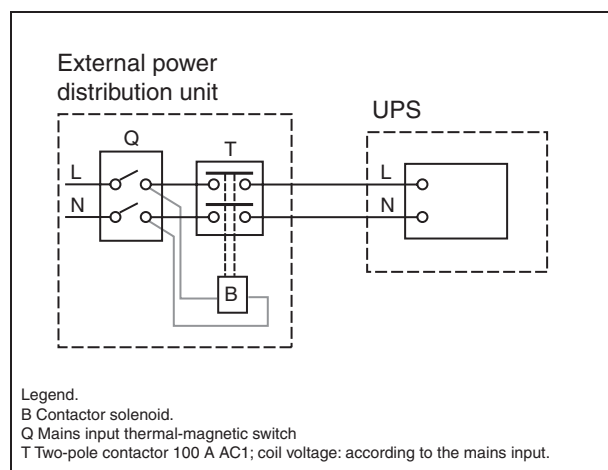 External power
distribution unit
UPS
Q
T
L
N
L
N
B
Legend.
B Contactor solenoid.
Q Mains input thermal-magnetic switch
T Two-pole contactor 100 A AC1; coil voltage: according to the mains input.